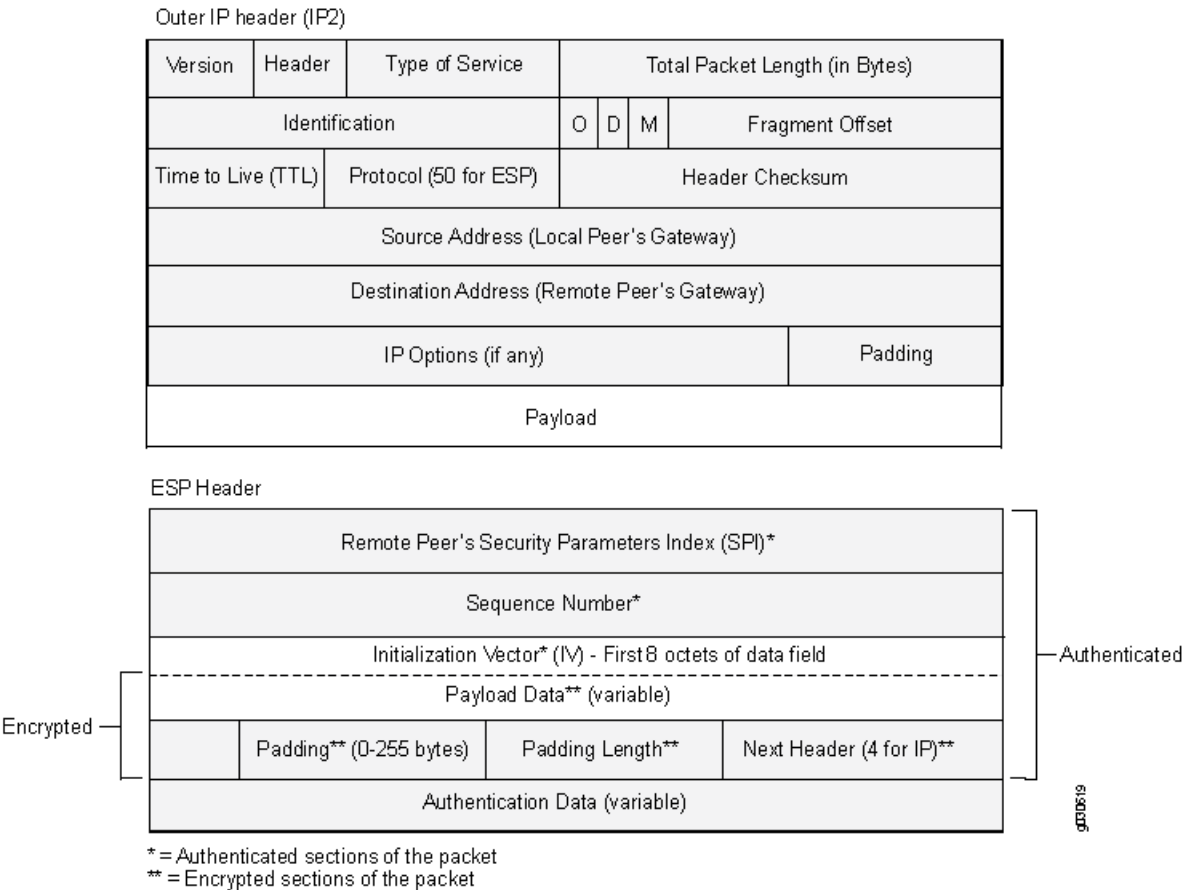 Outer IP header (IP2)
Version Header Type of Service Total Packet Length (in Bytes)
Identification O D M Fragment Offset
Time to Live (TTL) Protocol (50 for ESP) Header Checksum
Source Address (Local Peer's Gateway)
Destination Address (Remote Peer's Gateway)
IP Options (if any) Padding
Payload
ESP Header
Remote Peer's Security Parameters Index (SPI)*
Sequence Number*
Initialization Vector* (IV) - First 8 octets of data field
Authenticated
Payload Data** (variable)
Encrypted
Padding** (0-255 bytes) Padding Length** Next Header (4 for IP)**
Authentication Data (variable)
g030619
* = Authenticated sections of the packet
** = Encrypted sections of the packet